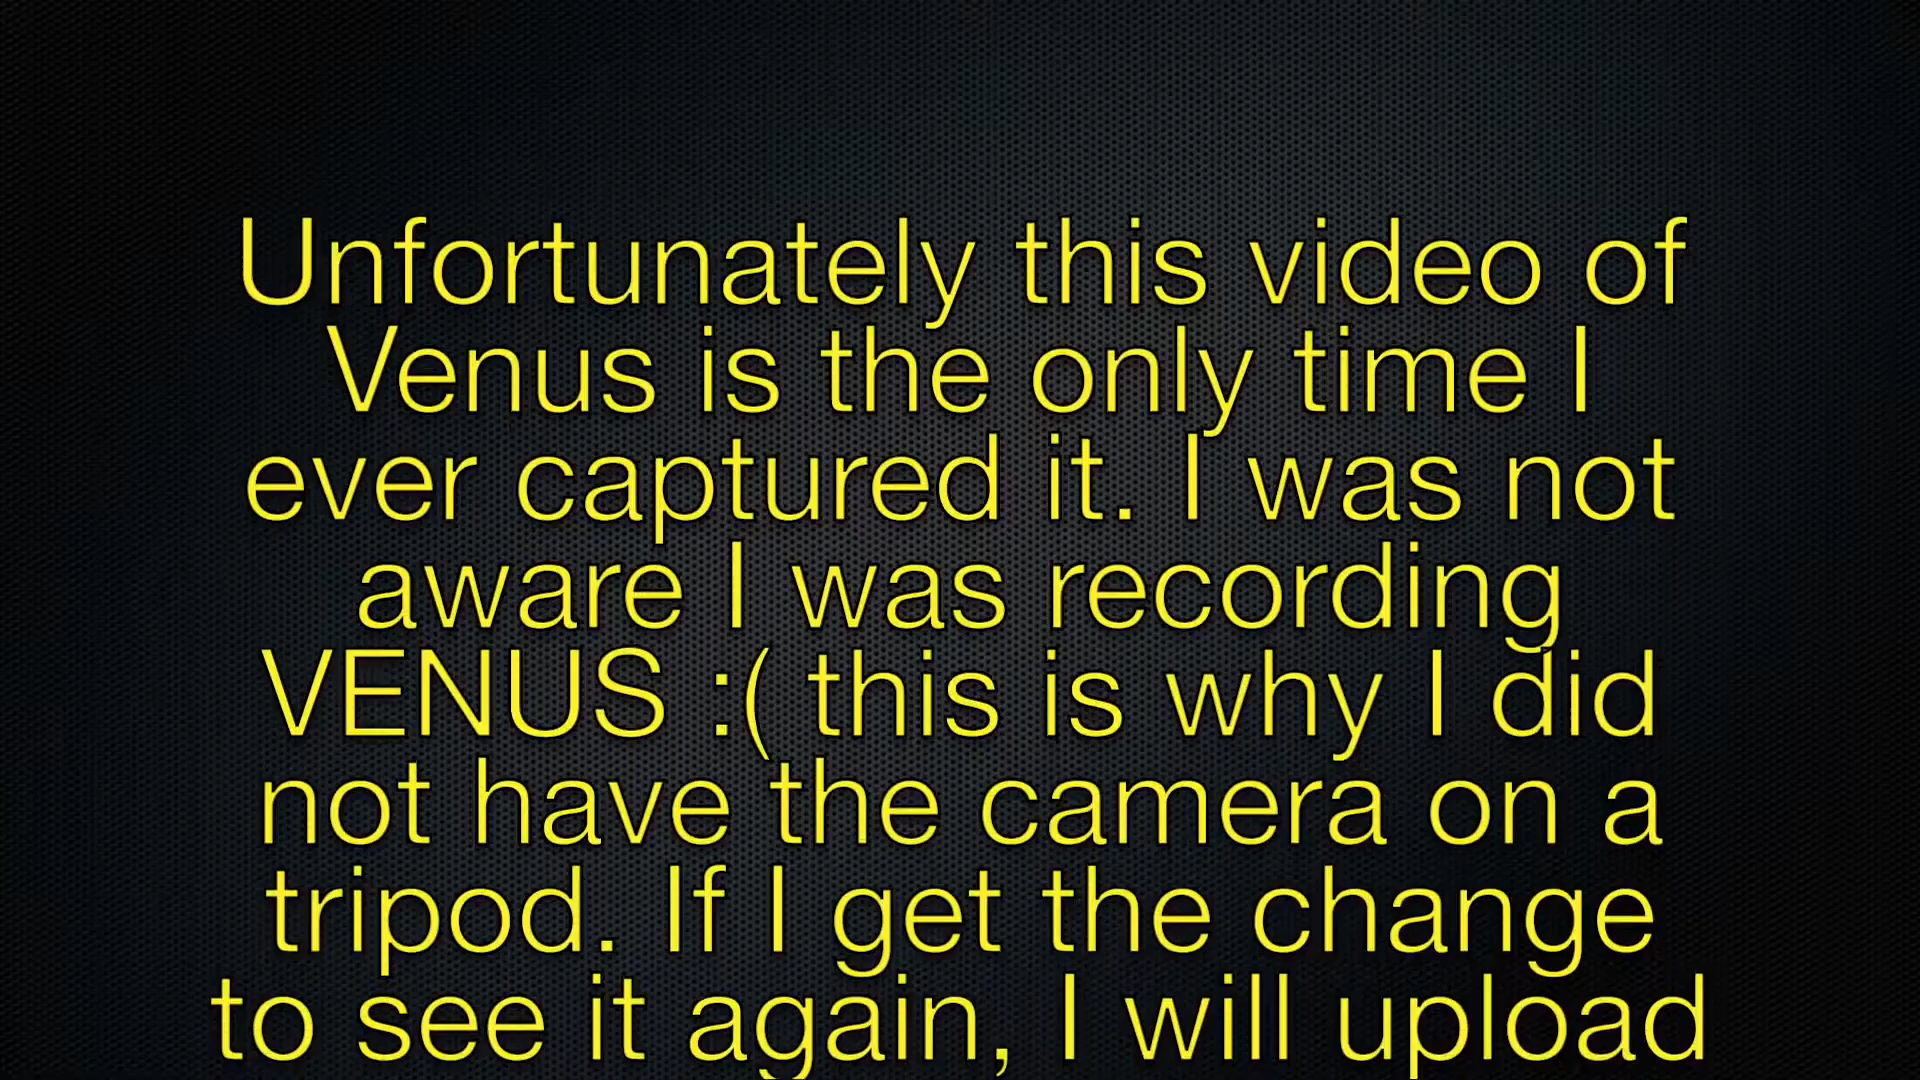 Unfortunately this video of
Venus is the only time I
ever captured it. I was not
aware I was recording
VENUS :( this is why I did
not have the camera on a
tripod. If I get the change
to see it again, I will upload